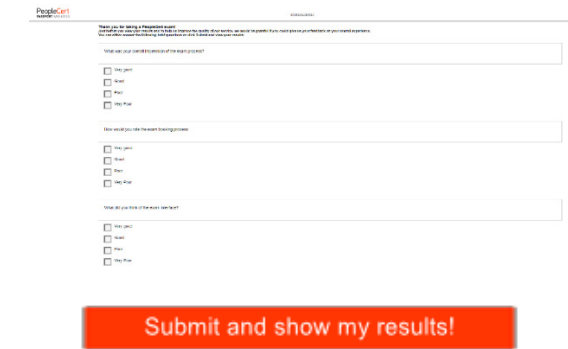 PeopleCert
Thank you for taking a PeopleCert exam!
What was your overall impression of the exam process?
Very good
Good
Poor
Very Poor
How would you rate the exam booking process
Very good
Good
Poor
Very Poor
What did you think of the exam interface?
Very good
Good
Poor
Very Poor
Submit and show my results!